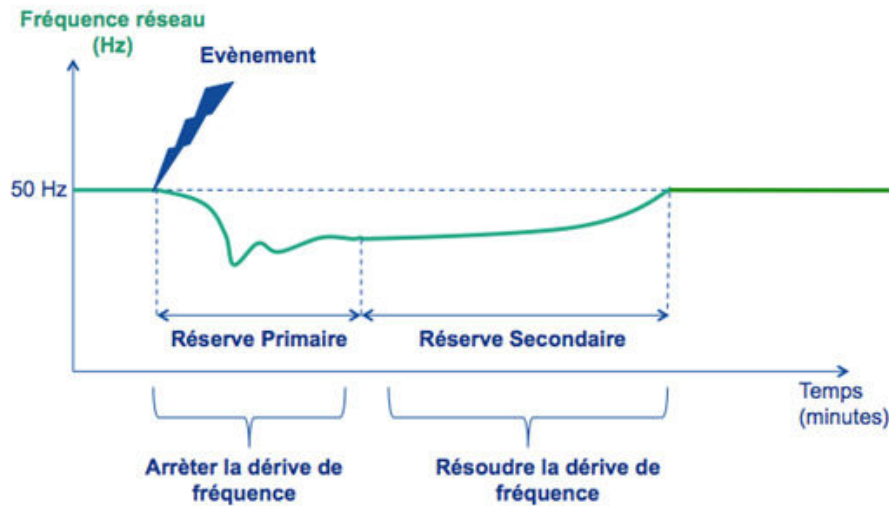 Fréquence réseau
(Hz)
Evènement
50 Hz
Réserve Primaire
Réserve Secondaire
Temps
(minutes)
Arrèter la dérive de
fréquence
Résoudre la dérive de
fréquence